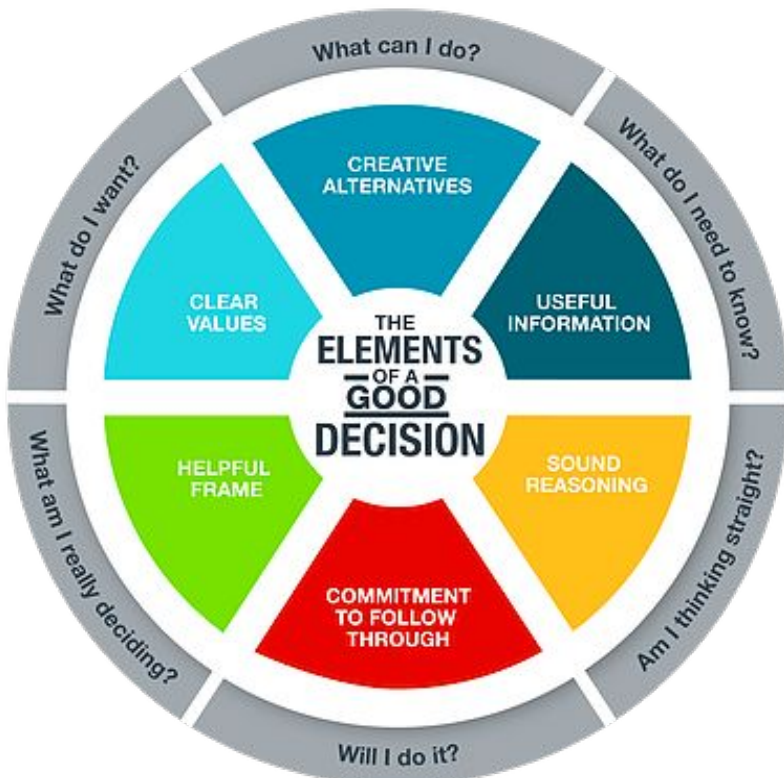 What can I do?
What do I need to know?
Am I thinking straight?
Will I do it?
What am I really deciding?
What do I want?
CREATIVE
ALTERNATIVES
USEFUL
INFORMATION
SOUND
REASONING
COMMITMENT
TO FOLLOW
THROUGH
HELPFUL
FRAME
CLEAR
VALUES
THE
ELEMENTS
OF A
GOOD
DECISION